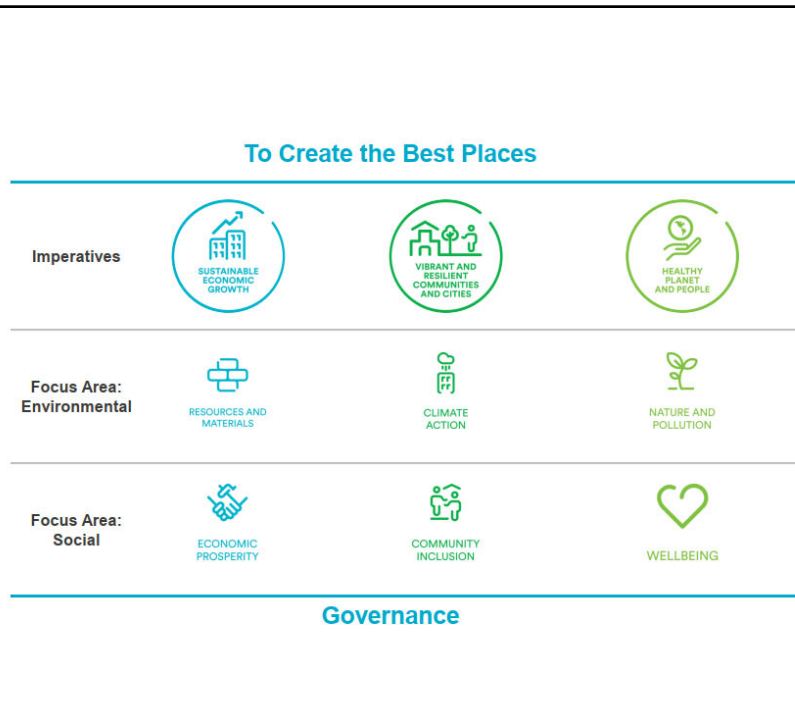 To Create the Best Places
Imperatives
SUSTAINABLE
ECONOMIC
GROWTH
VIBRANT AND
RESILIENT
COMMUNITIES
AND CITIES
HEALTHY
PLANET
AND PEOPLE
Focus Area:
Environmental
RESOURCES AND
MATERIALS
CLIMATE
ACTION
NATURE AND
POLLUTION
Focus Area:
Social
ECONOMIC
PROSPERITY
COMMUNITY
INCLUSION
WELLBEING
Governance